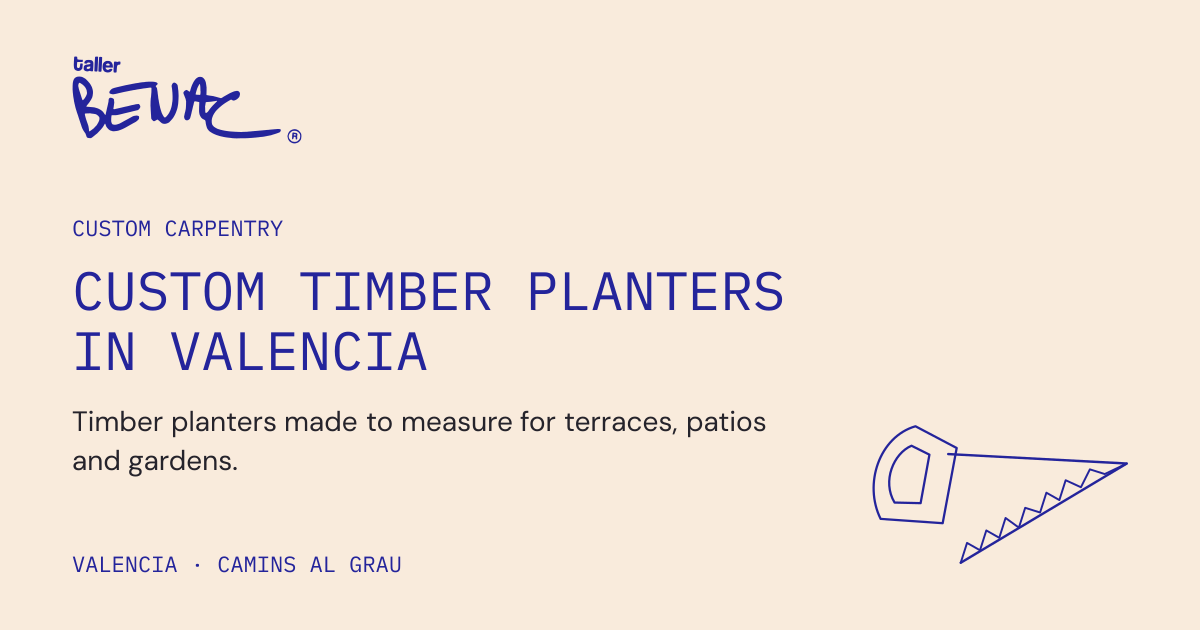 taller
BENAC ®
CUSTOM CARPENTRY
CUSTOM TIMBER PLANTERS
IN VALENCIA
Timber planters made to measure for terraces, patios
and gardens.
VALENCIA · CAMINS AL GRAU